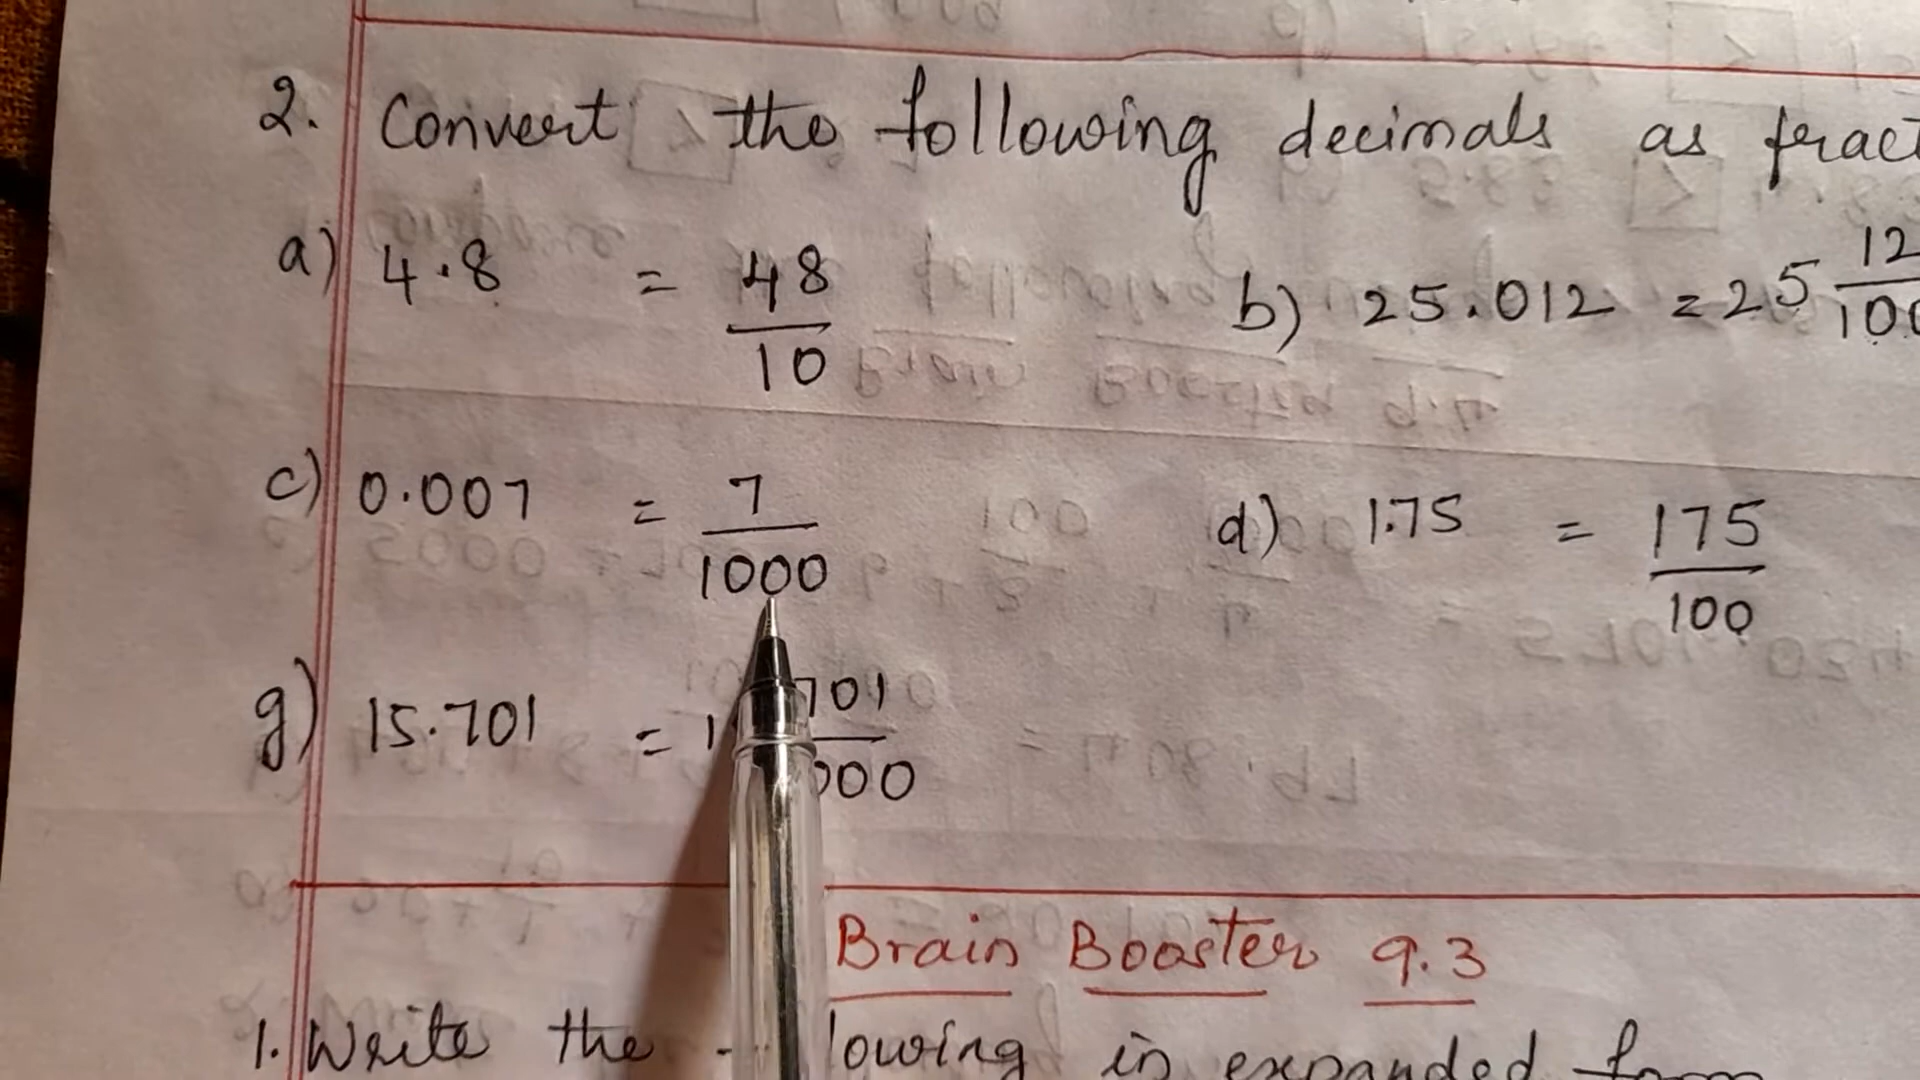 2. Convert the following decimals as fract
a) 4.8 = 48/10 b) 25.012 = 25 12/100
c) 0.007 = 7/1000 d) 1.75 = 175/100
g) 15.701 = 1 701/000
Brain Booster 9.3
1. Write the lowing in expanded form